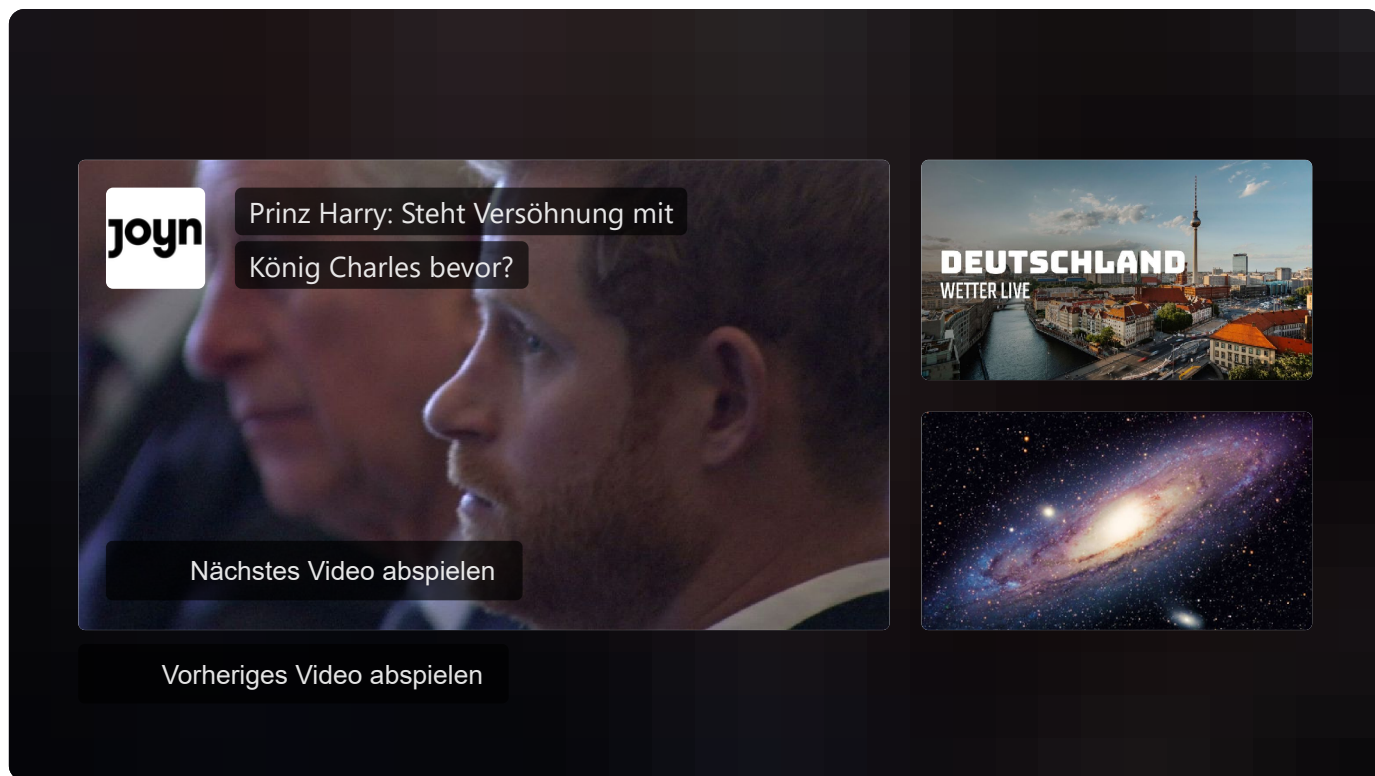 joyn
Prinz Harry: Steht Versöhnung mit
König Charles bevor?
DEUTSCHLAND
WETTER LIVE
Nächstes Video abspielen
Vorheriges Video abspielen